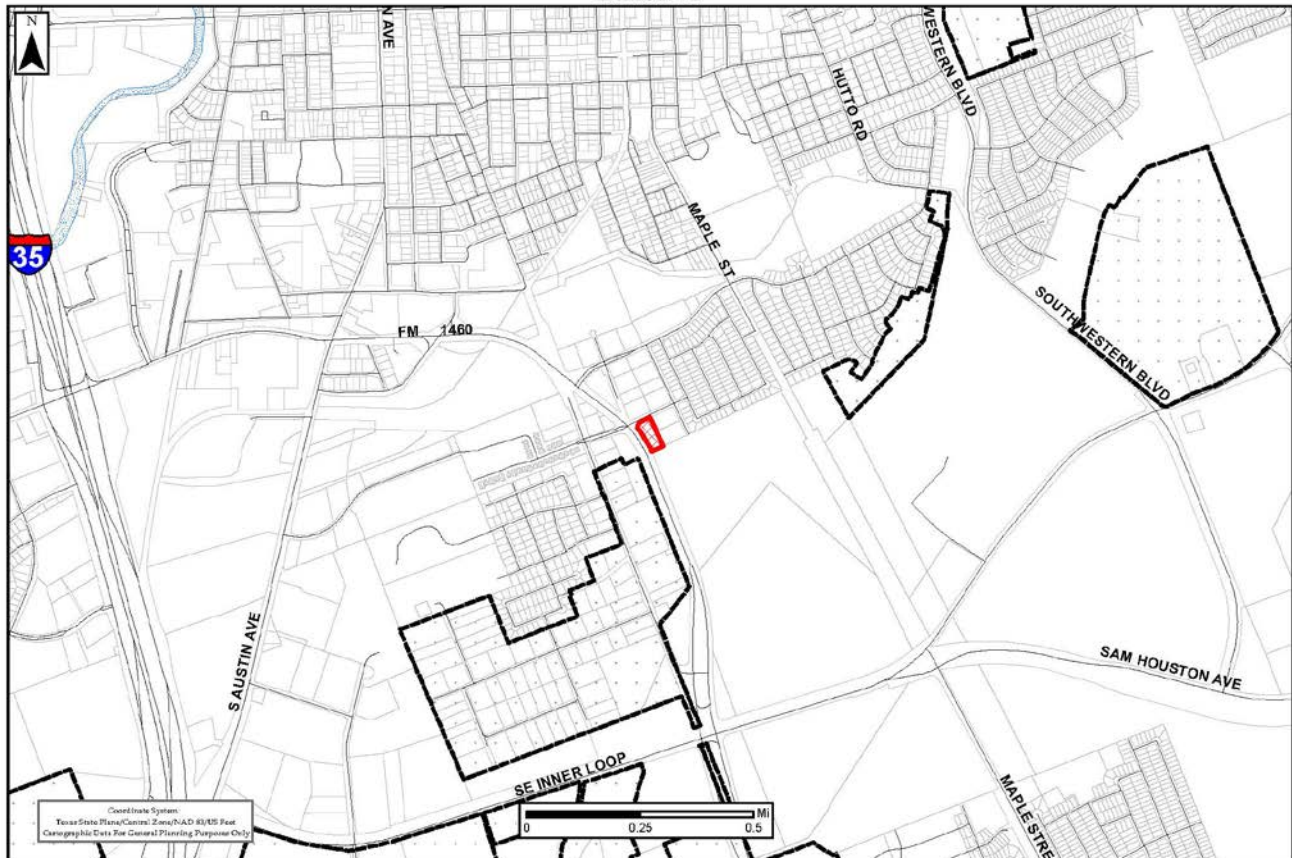 N
N AVE
WESTERN BLVD
HUTTO RD
MAPLE ST
35
SOUTHWESTERN BLVD
FM 1460
S AUSTIN AVE
SAM HOUSTON AVE
SE INNER LOOP
MAPLE STRE
Coordinate System:
Texas State Plane/Central Zone/NAD 83/US Feet
Cartographic Data For General Planning Purposes Only
Mi
0 0.25 0.5